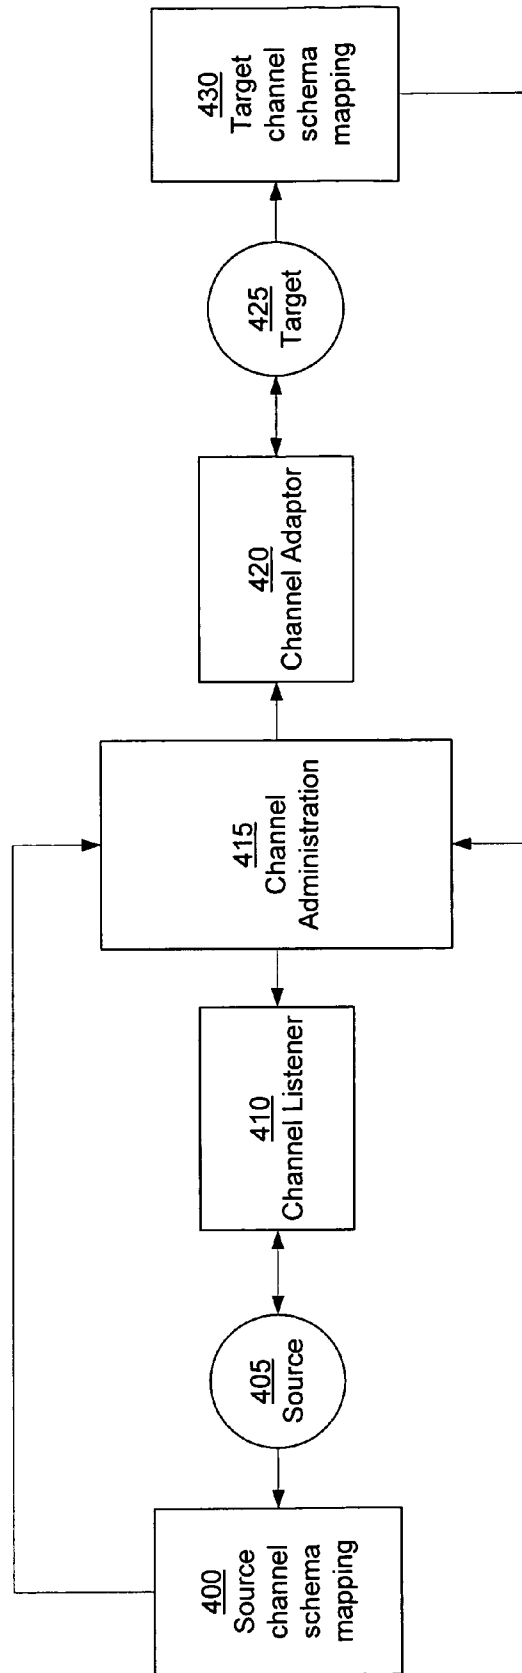 400
Source
channel
schema
mapping
405
Source
410
Channel Listener
415
Channel
Administration
420
Channel Adaptor
425
Target
430
Target
channel
schema
mapping